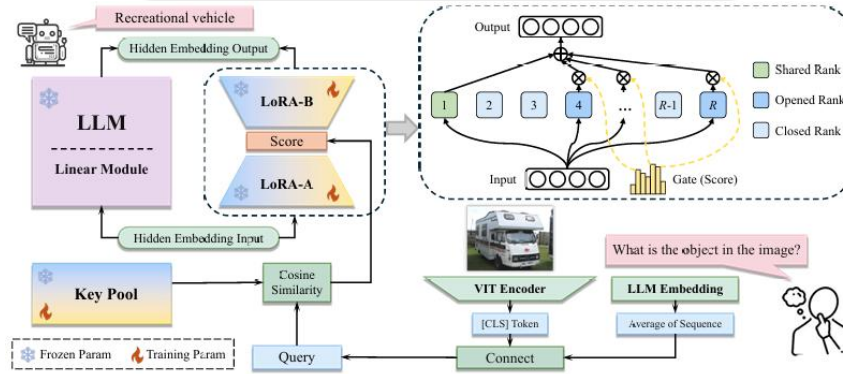 Recreational vehicle
Hidden Embedding Output
LLM
Linear Module
LoRA-B
Score
LoRA-A
Hidden Embedding Input
Output
1
2
3
4
...
R-1
R
Input
Gate (Score)
Shared Rank
Opened Rank
Closed Rank
Key Pool
Cosine
Similarity
VIT Encoder
[CLS] Token
LLM Embedding
Average of Sequence
What is the object in the image?
Query
Connect
Frozen Param
Training Param